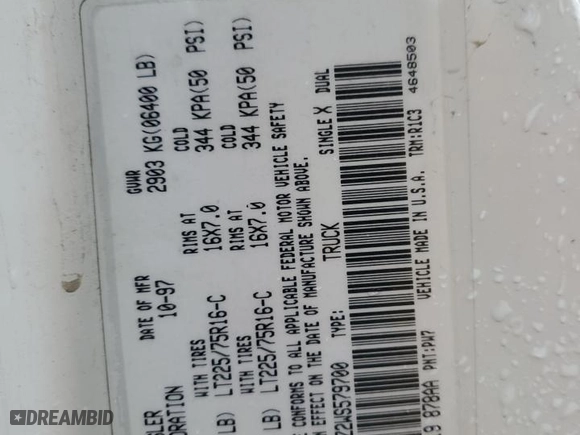 GVWR
2903 KG(06400 LB)
DATE OF MFR
10-97
COLD
344 KPA(50 PSI)
RIMS AT
16X7.0
WITH TIRES
LT225/75R16-C
LB)
COLD
344 KPA(50 PSI)
RIMS AT
16X7.0
WITH TIRES
LT225/75R16-C
LB)
CONFORMS TO ALL APPLICABLE FEDERAL MOTOR VEHICLE SAFETY
EFFECT ON THE DATE OF MANUFACTURE SHOWN ABOVE.
TYPE: TRUCK
SINGLE X DUAL
878AA PNT:PW7
VEHICLE MADE IN U.S.A.
TRM:R1C3
4648503
DREAMBID